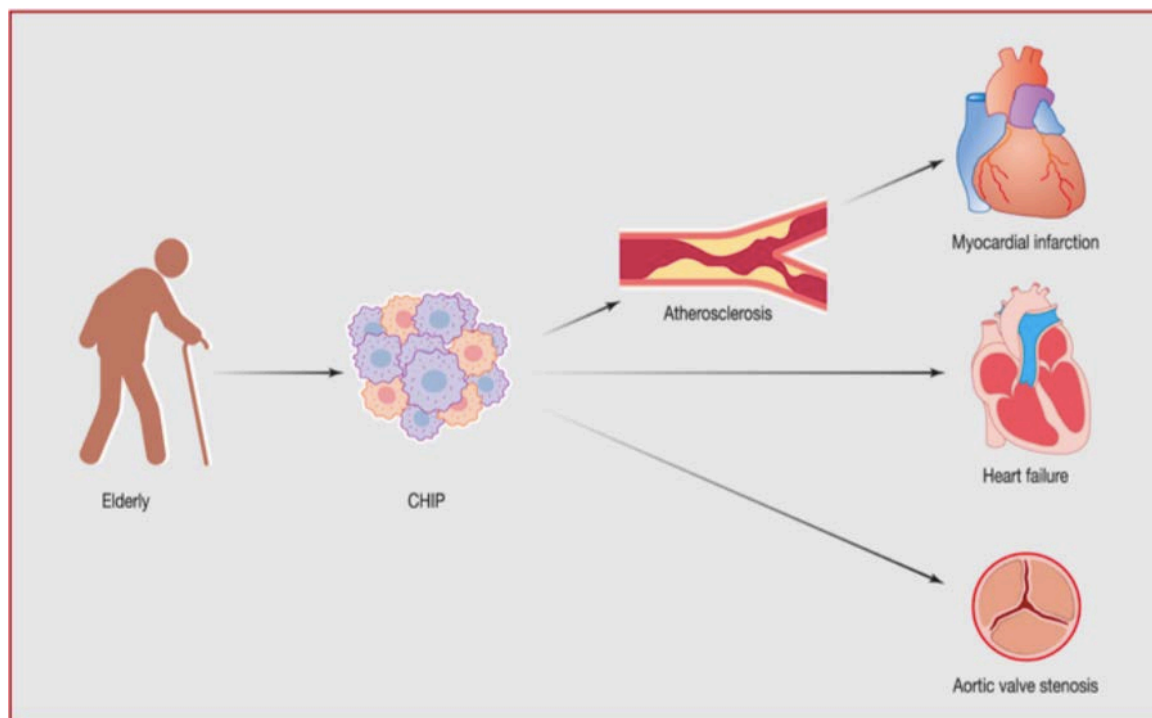 Elderly
CHIP
Atherosclerosis
Myocardial infarction
Heart failure
Aortic valve stenosis